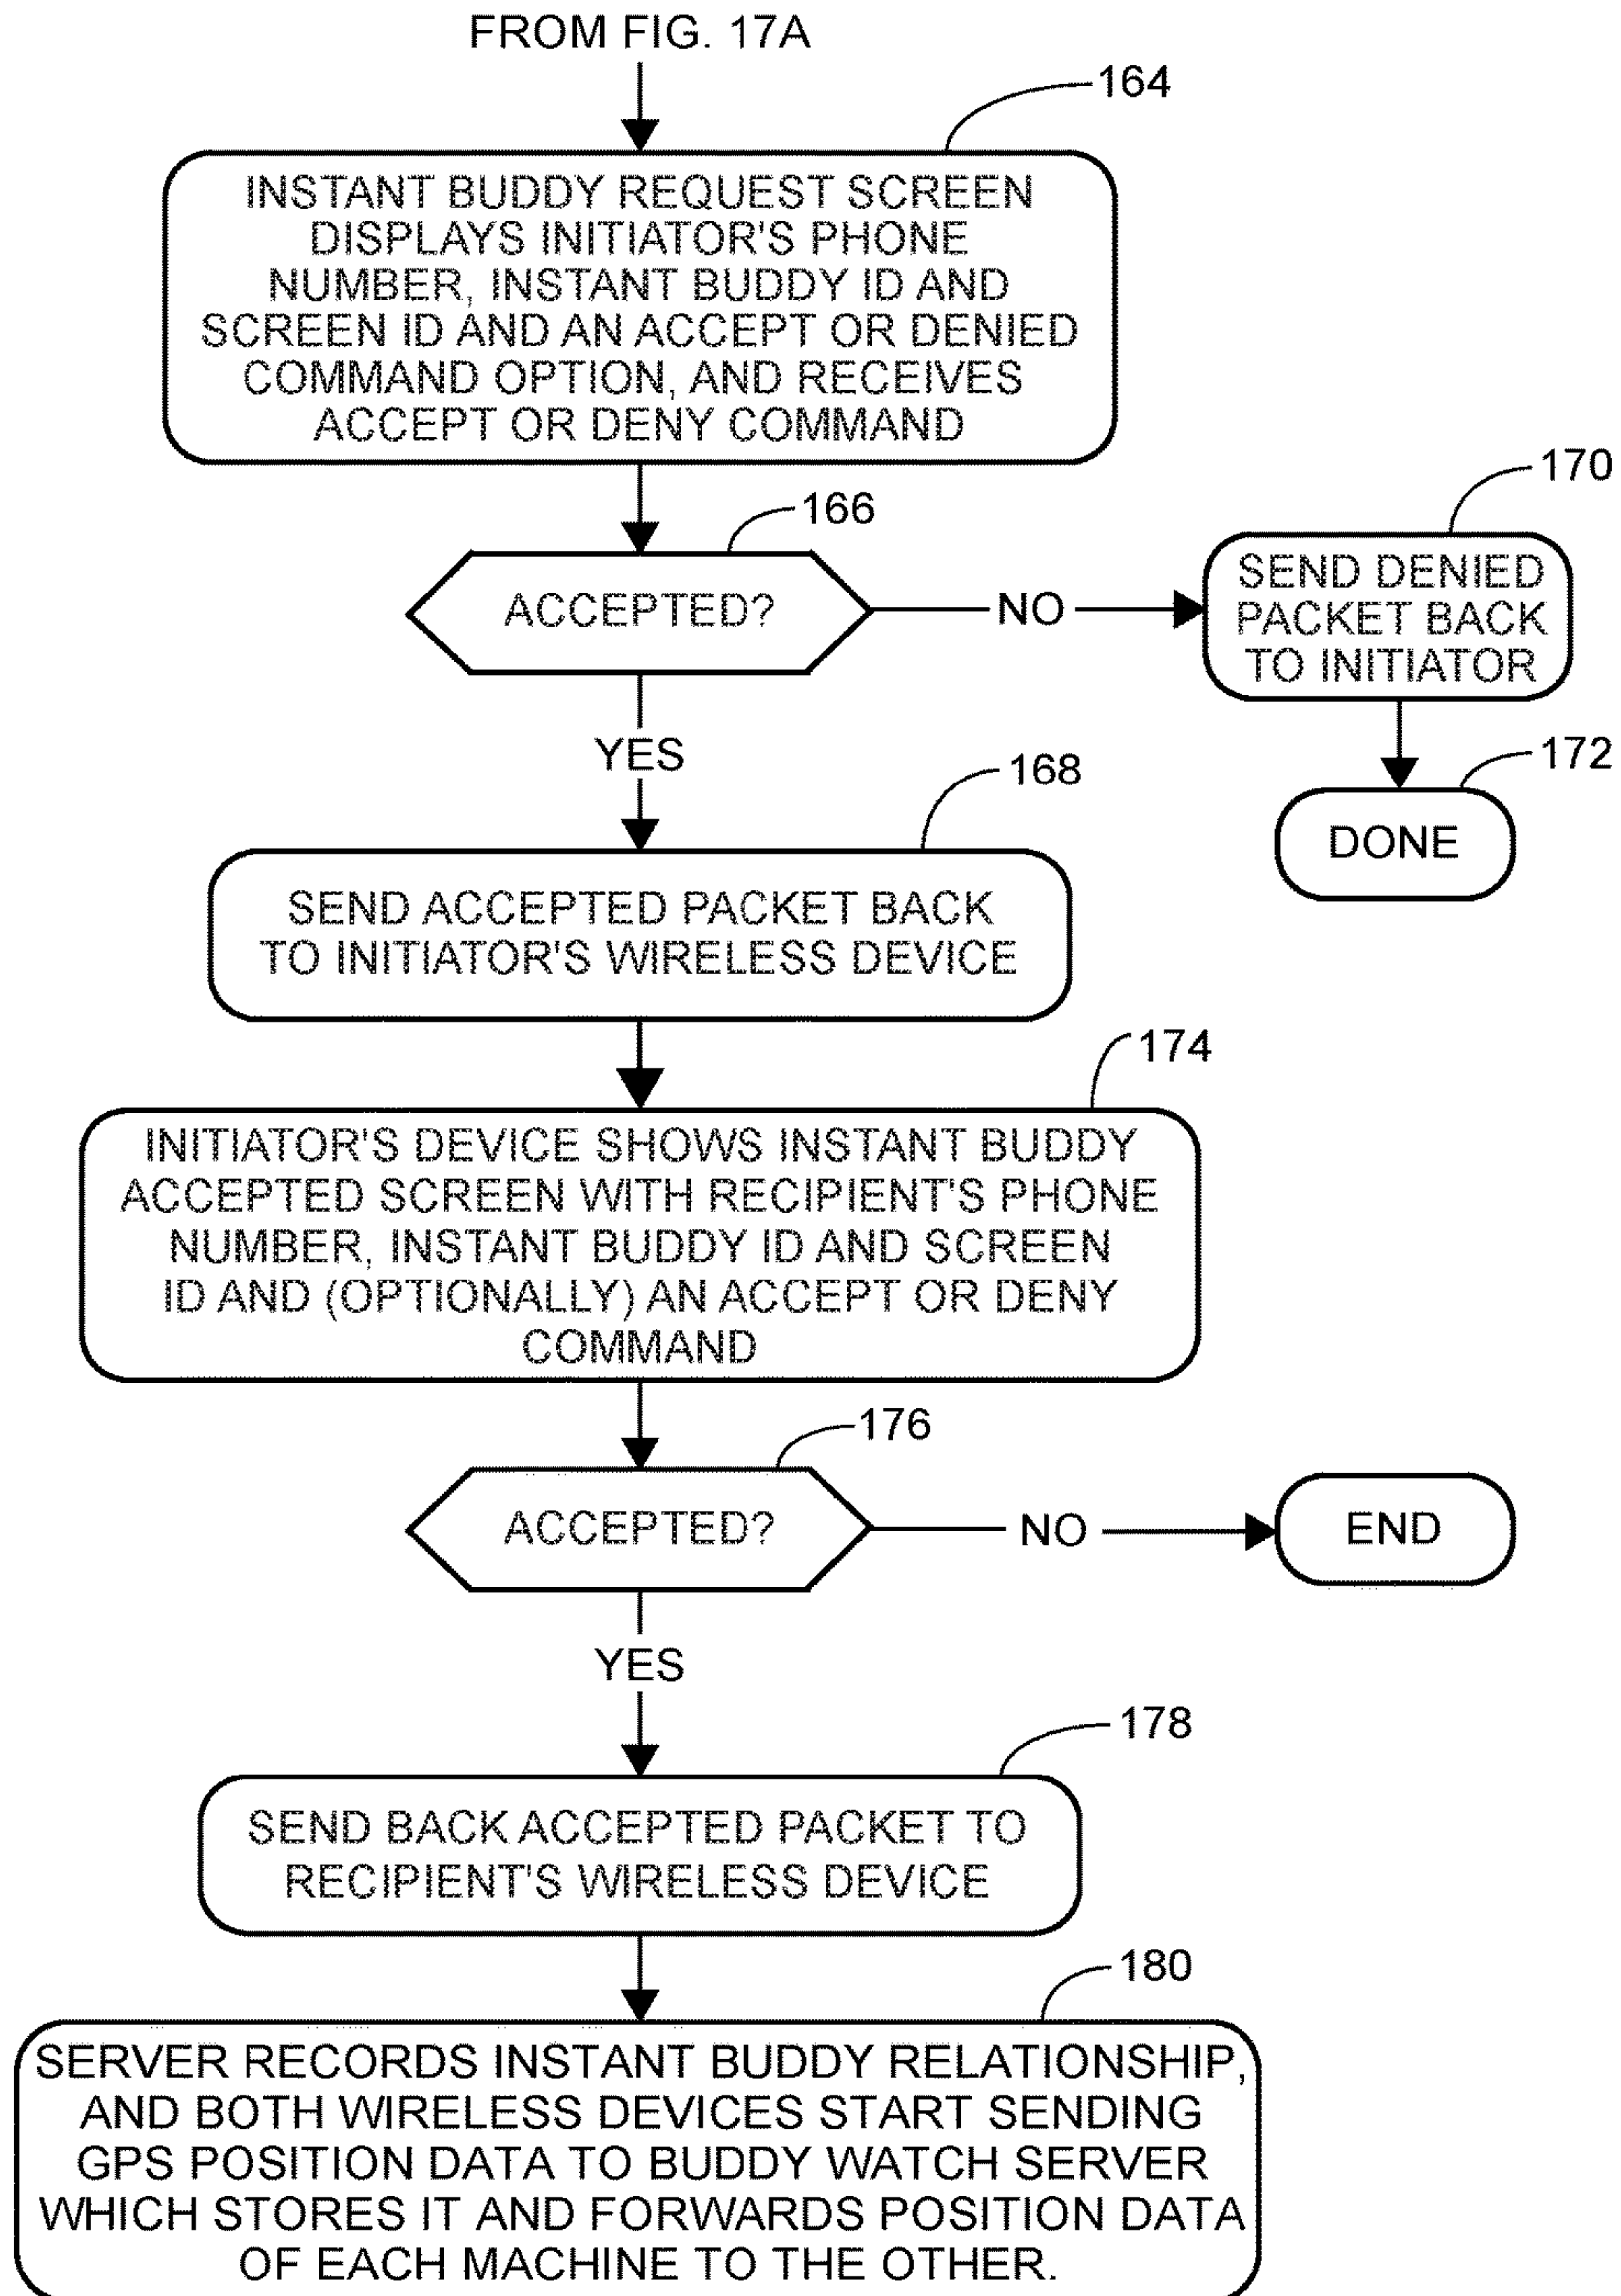 FROM FIG. 17A
164
INSTANT BUDDY REQUEST SCREEN
DISPLAYS INITIATOR'S PHONE
NUMBER, INSTANT BUDDY ID AND
SCREEN ID AND AN ACCEPT OR DENIED
COMMAND OPTION, AND RECEIVES
ACCEPT OR DENY COMMAND
166
ACCEPTED?
NO
170
SEND DENIED
PACKET BACK
TO INITIATOR
172
DONE
YES
168
SEND ACCEPTED PACKET BACK
TO INITIATOR'S WIRELESS DEVICE
174
INITIATOR'S DEVICE SHOWS INSTANT BUDDY
ACCEPTED SCREEN WITH RECIPIENT'S PHONE
NUMBER, INSTANT BUDDY ID AND SCREEN
ID AND (OPTIONALLY) AN ACCEPT OR DENY
COMMAND
176
ACCEPTED?
NO
END
YES
178
SEND BACK ACCEPTED PACKET TO
RECIPIENT'S WIRELESS DEVICE
180
SERVER RECORDS INSTANT BUDDY RELATIONSHIP,
AND BOTH WIRELESS DEVICES START SENDING
GPS POSITION DATA TO BUDDY WATCH SERVER
WHICH STORES IT AND FORWARDS POSITION DATA
OF EACH MACHINE TO THE OTHER.